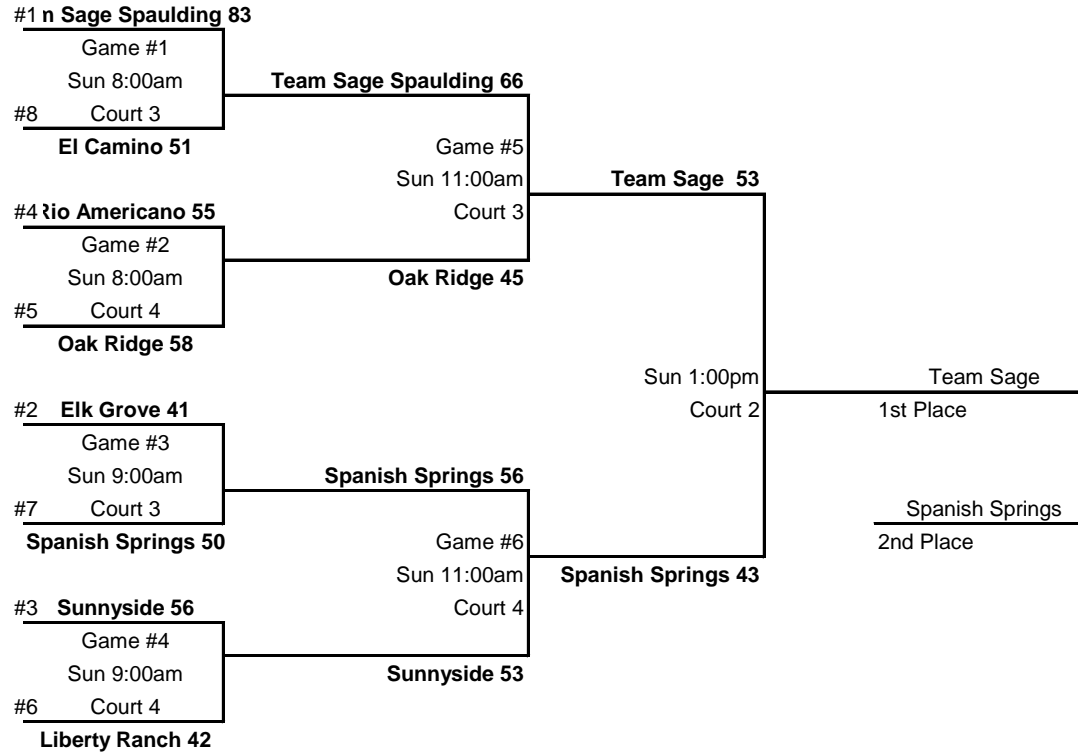 #1 n Sage Spaulding 83
Game #1
Sun 8:00am
Team Sage Spaulding 66
#8 Court 3
El Camino 51
Game #5
Sun 11:00am
Team Sage 53
#4 Rio Americano 55
Court 3
Game #2
Sun 8:00am
Oak Ridge 45
#5 Court 4
Oak Ridge 58
Sun 1:00pm
Team Sage
#2 Elk Grove 41
Court 2
1st Place
Game #3
Sun 9:00am
Spanish Springs 56
#7 Court 3
Spanish Springs
Spanish Springs 50
Game #6
2nd Place
Sun 11:00am
Spanish Springs 43
#3 Sunnyside 56
Court 4
Game #4
Sun 9:00am
Sunnyside 53
#6 Court 4
Liberty Ranch 42